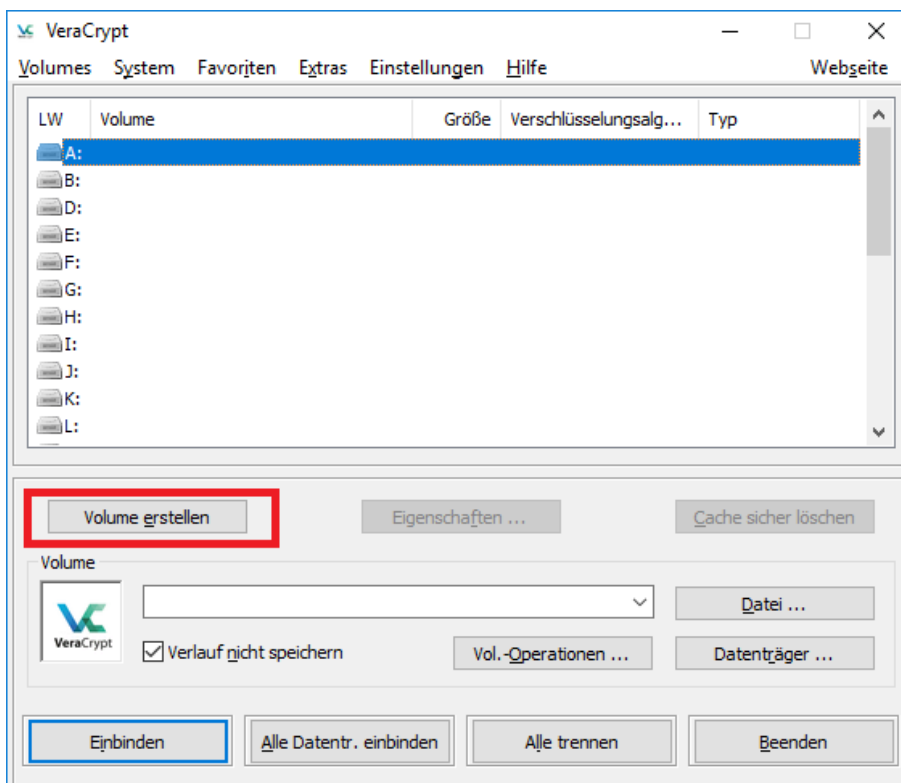 VeraCrypt
Volumes System Favoriten Extras Einstellungen Hilfe Webseite
LW Volume Größe Verschlüsselungsalg... Typ
A:
B:
D:
E:
F:
G:
H:
I:
J:
K:
L:
Volume erstellen Eigenschaften ... Cache sicher löschen
Volume
VeraCrypt
Datei ...
Verlauf nicht speichern Vol.-Operationen ... Datenträger ...
Einbinden Alle Datentr. einbinden Alle trennen Beenden